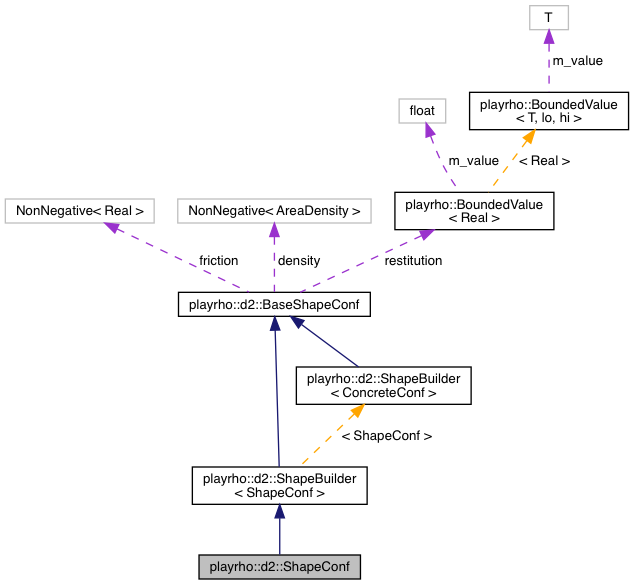 T
m_value
playrho::BoundedValue
< T, lo, hi >
float
m_value
< Real >
NonNegative< Real >
NonNegative< AreaDensity >
playrho::BoundedValue
< Real >
friction
density
restitution
playrho::d2::BaseShapeConf
playrho::d2::ShapeBuilder
< ConcreteConf >
< ShapeConf >
playrho::d2::ShapeBuilder
< ShapeConf >
playrho::d2::ShapeConf